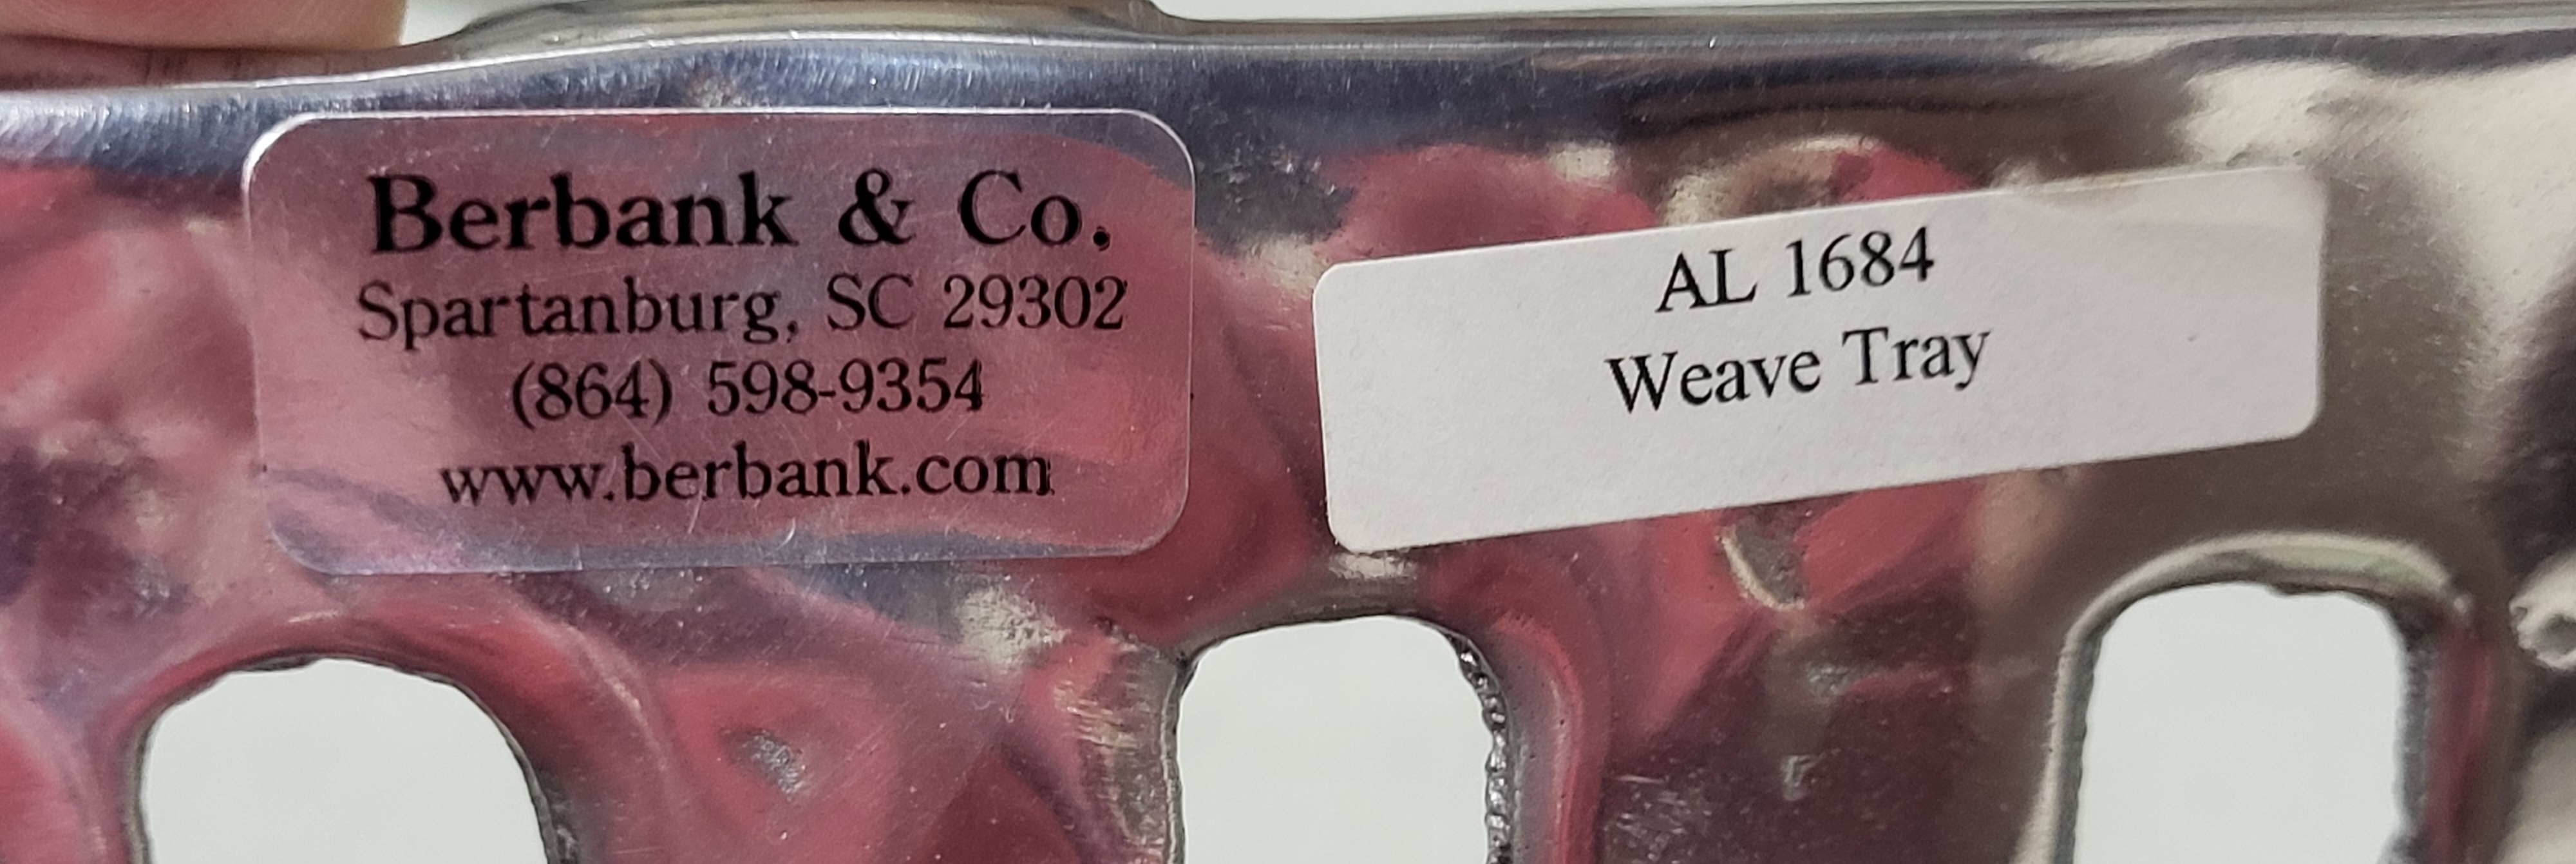 Berbank & Co.
Spartanburg, SC 29302
(864) 598-9354
www.berbank.com
AL 1684
Weave Tray